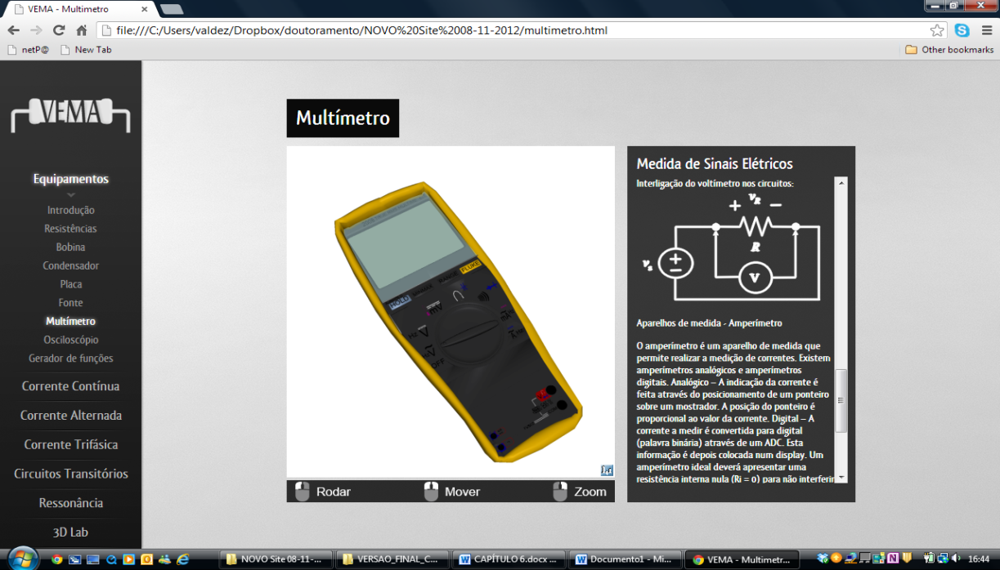 VEMA - Multimetro
file:///C:/Users/valdez/Dropbox/doutoramento/NOVO%20Site%2008-11-2012/multimetro.html
netP@
New Tab
Other bookmarks
VEMA
Equipamentos
Introdução
Resistências
Bobina
Condensador
Placa
Fonte
Multímetro
Osciloscópio
Gerador de funções
Corrente Contínua
Corrente Alternada
Corrente Trifásica
Circuitos Transitórios
Ressonância
3D Lab
Multímetro
HOLD
RANGE
FLUKE
mV
Hz V
V
OFF
Rodar
Mover
Zoom
Medida de Sinais Elétricos
Interligação do voltímetro nos circuitos:
+ vR −
R
vs
+
−
V
Aparelhos de medida - Amperímetro
O amperímetro é um aparelho de medida que
permite realizar a medição de correntes. Existem
amperímetros analógicos e amperímetros
digitais. Analógico – A indicação da corrente é
feita através do posicionamento de um ponteiro
sobre um mostrador. A posição do ponteiro é
proporcional ao valor da corrente. Digital – A
corrente a medir é convertida para digital
(palavra binária) através de um ADC. Esta
informação é depois colocada num display. Um
amperímetro ideal deverá apresentar uma
resistência interna nula (Ri = 0) para não interferir
NOVO Site 08-11-...
VERSAO_FINAL_C...
CAPÍTULO 6.docx ...
Documento1 - Mi...
VEMA - Multimetr...
16:44